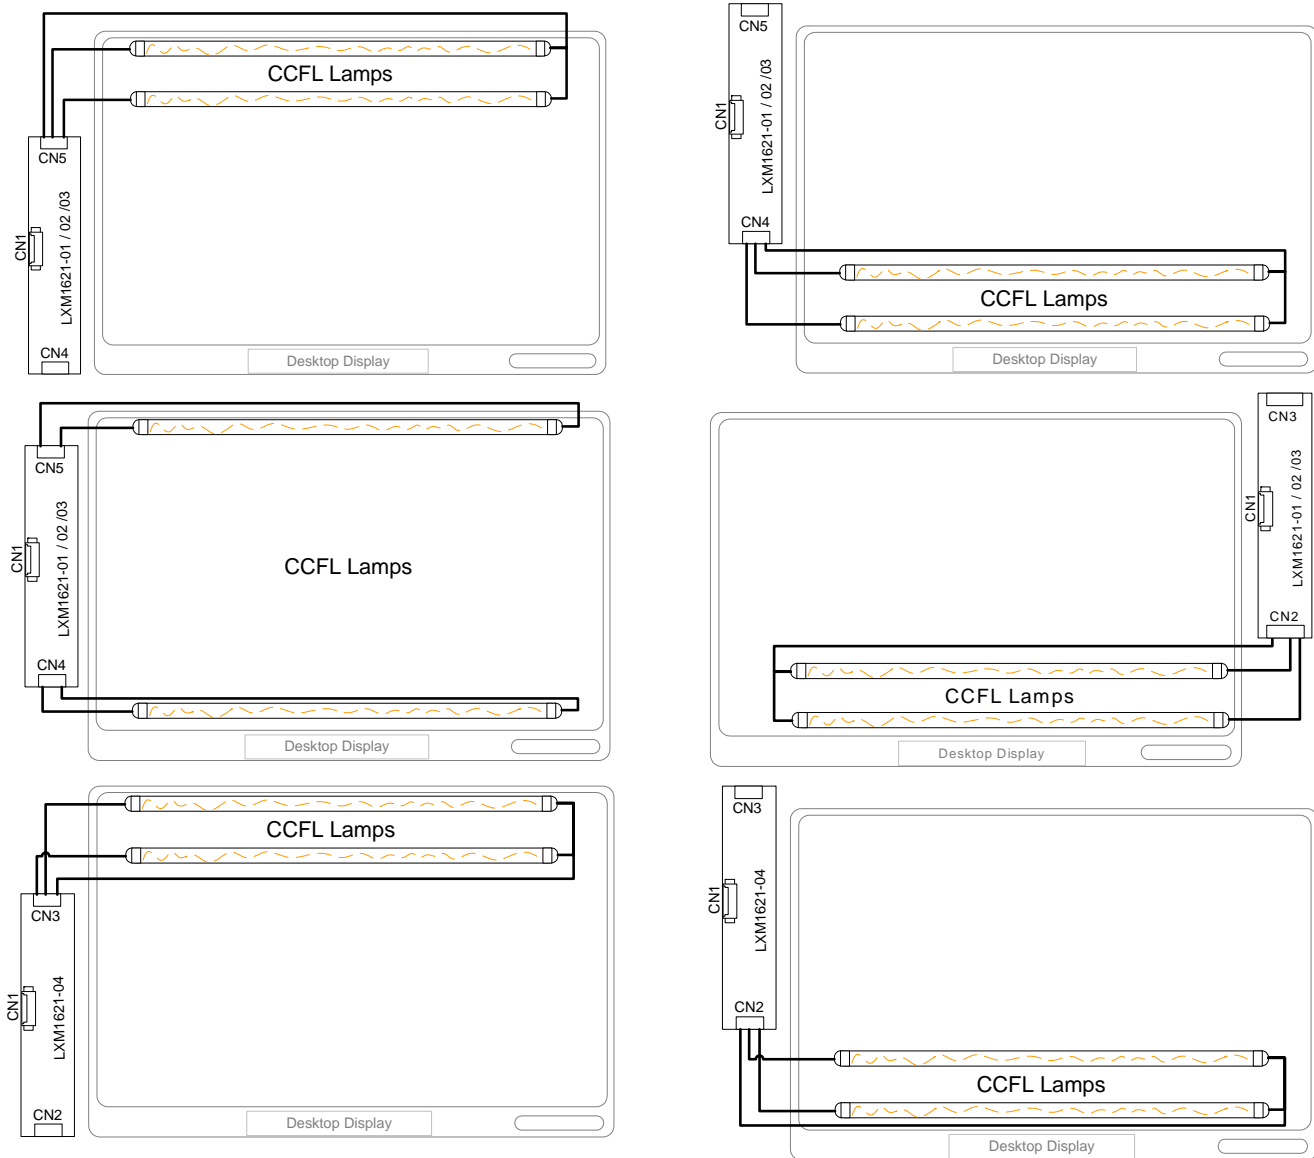 CCFL Lamps
CN5
CN1
LXM1621-01 / 02 /03
CN4
Desktop Display
CN5
CN1
LXM1621-01 / 02 /03
CN4
CCFL Lamps
Desktop Display
CN5
CN1
LXM1621-01 / 02 /03
CCFL Lamps
CN4
Desktop Display
CN3
CN1
LXM1621-01 / 02 /03
CN2
CCFL Lamps
Desktop Display
CCFL Lamps
CN3
CN1
LXM1621-04
CN2
Desktop Display
CN3
CN1
LXM1621-04
CN2
CCFL Lamps
Desktop Display